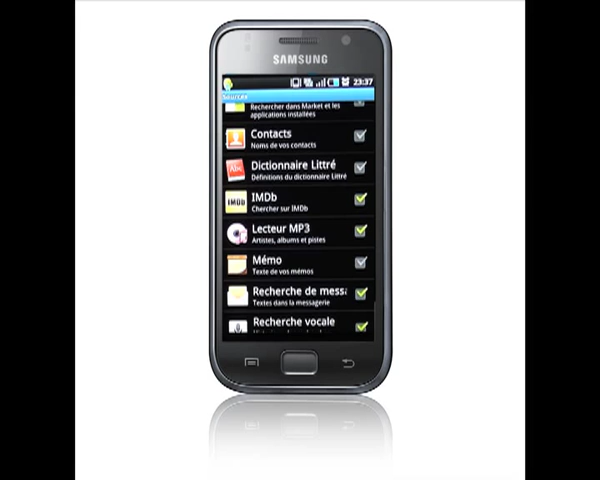 SAMSUNG
23:37
Sources
Rechercher dans Market et les
applications installées
Contacts
Noms de vos contacts
Abc
Dictionnaire Littré
Définitions du dictionnaire Littré
IMDb
IMDb
Chercher sur IMDb
Lecteur MP3
Artistes, albums et pistes
Mémo
Texte de vos mémos
Recherche de messa
Textes dans la messagerie
Recherche vocale